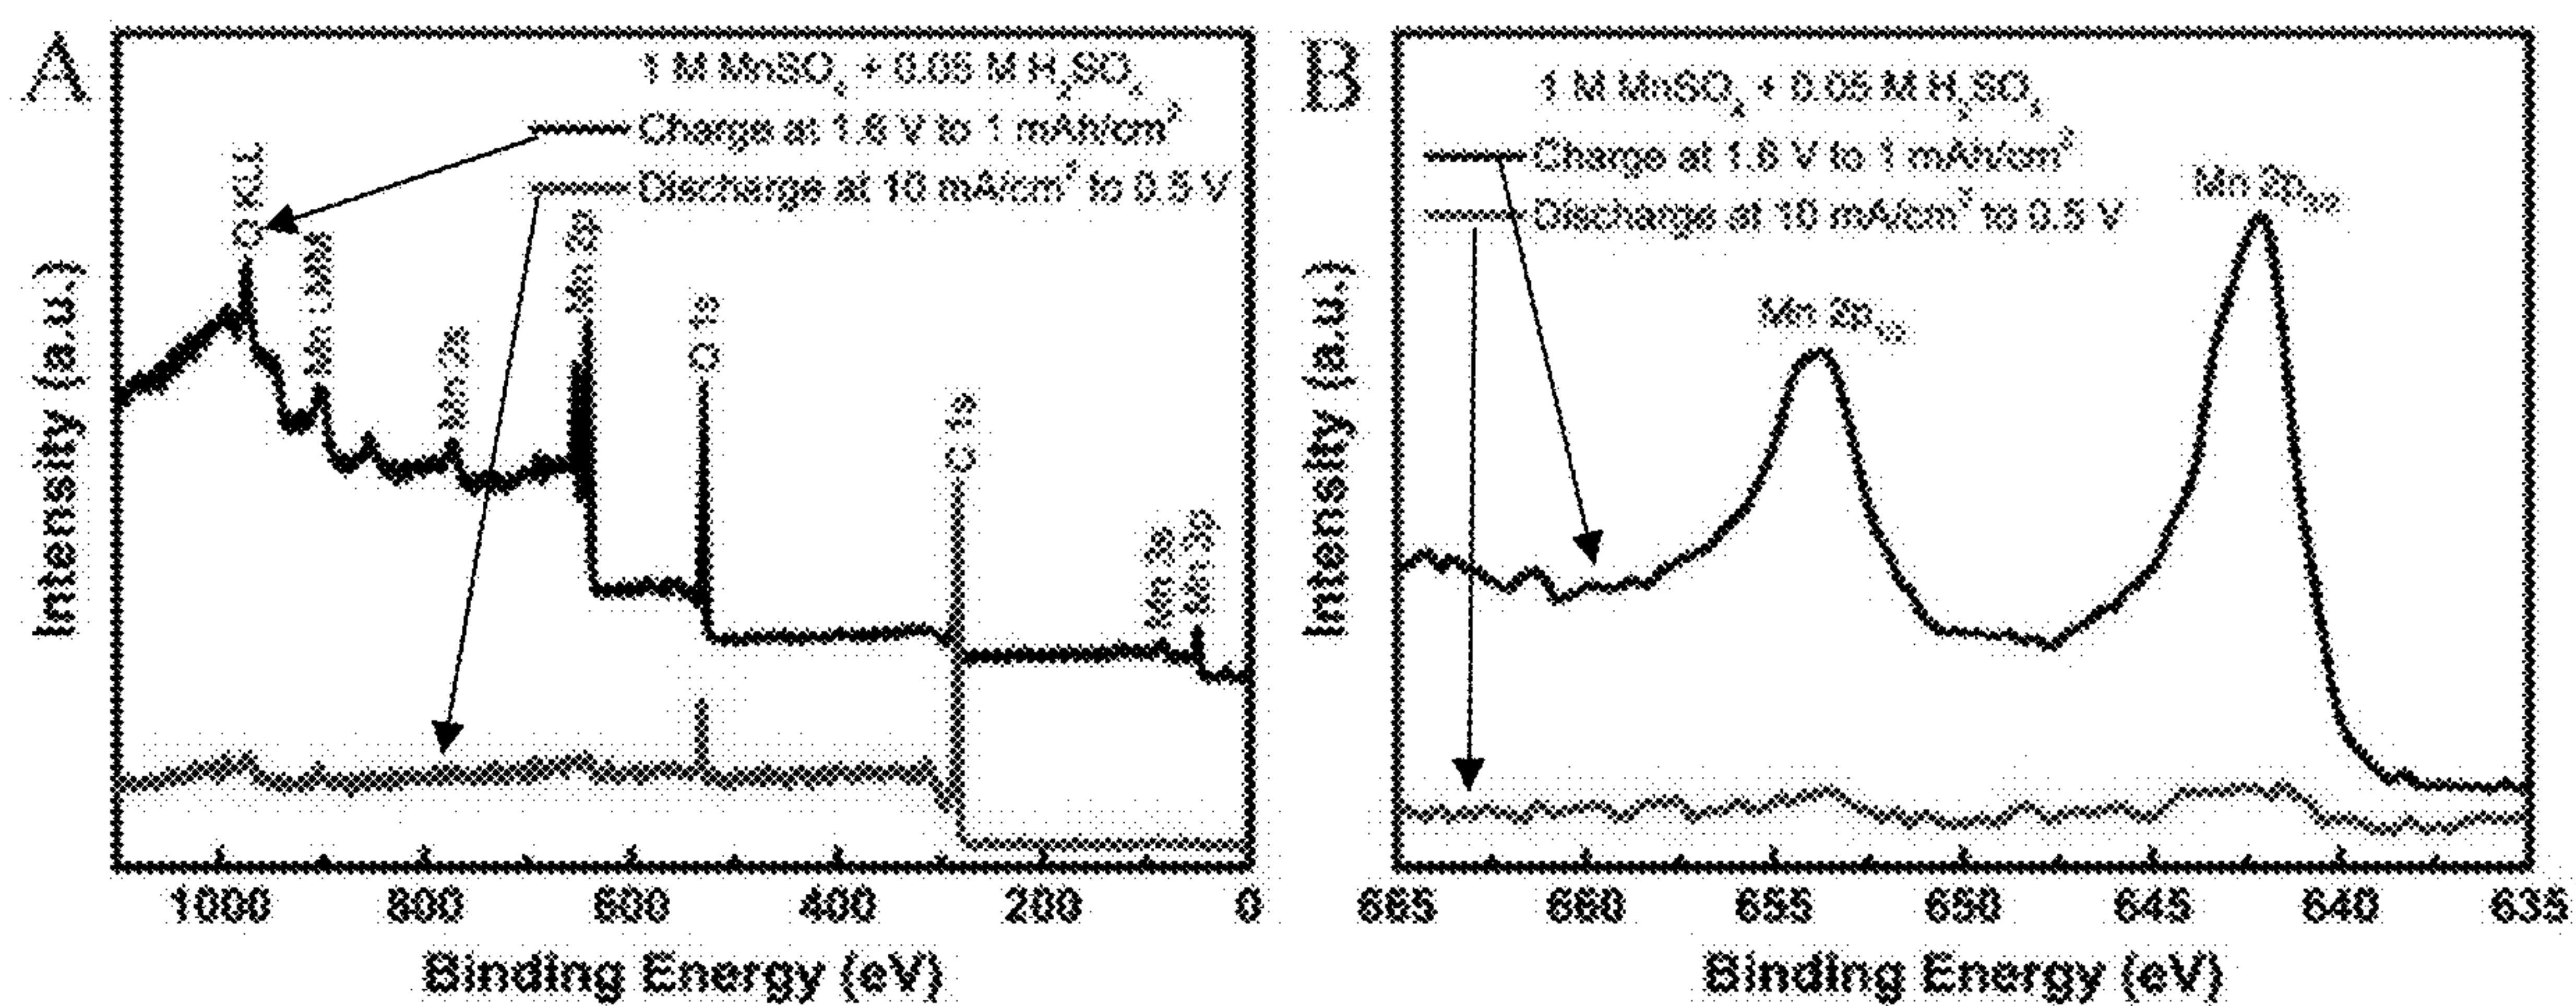 A
1 M MnSO4 + 0.05 M H2SO4
Charge at 1.6 V to 1 mAh/cm2
Discharge at 10 mA/cm2 to 0.5 V
O KLL
Mn LMM
Mn 2s
Mn 2p
O 1s
C 1s
Mn 3s
Mn 3p
Intensity (a.u.)
1000 800 600 400 200 0
Binding Energy (eV)
B
1 M MnSO4 + 0.05 M H2SO4
Charge at 1.6 V to 1 mAh/cm2
Discharge at 10 mA/cm2 to 0.5 V
Mn 2p1/2
Mn 2p3/2
Intensity (a.u.)
665 660 655 650 645 640 635
Binding Energy (eV)